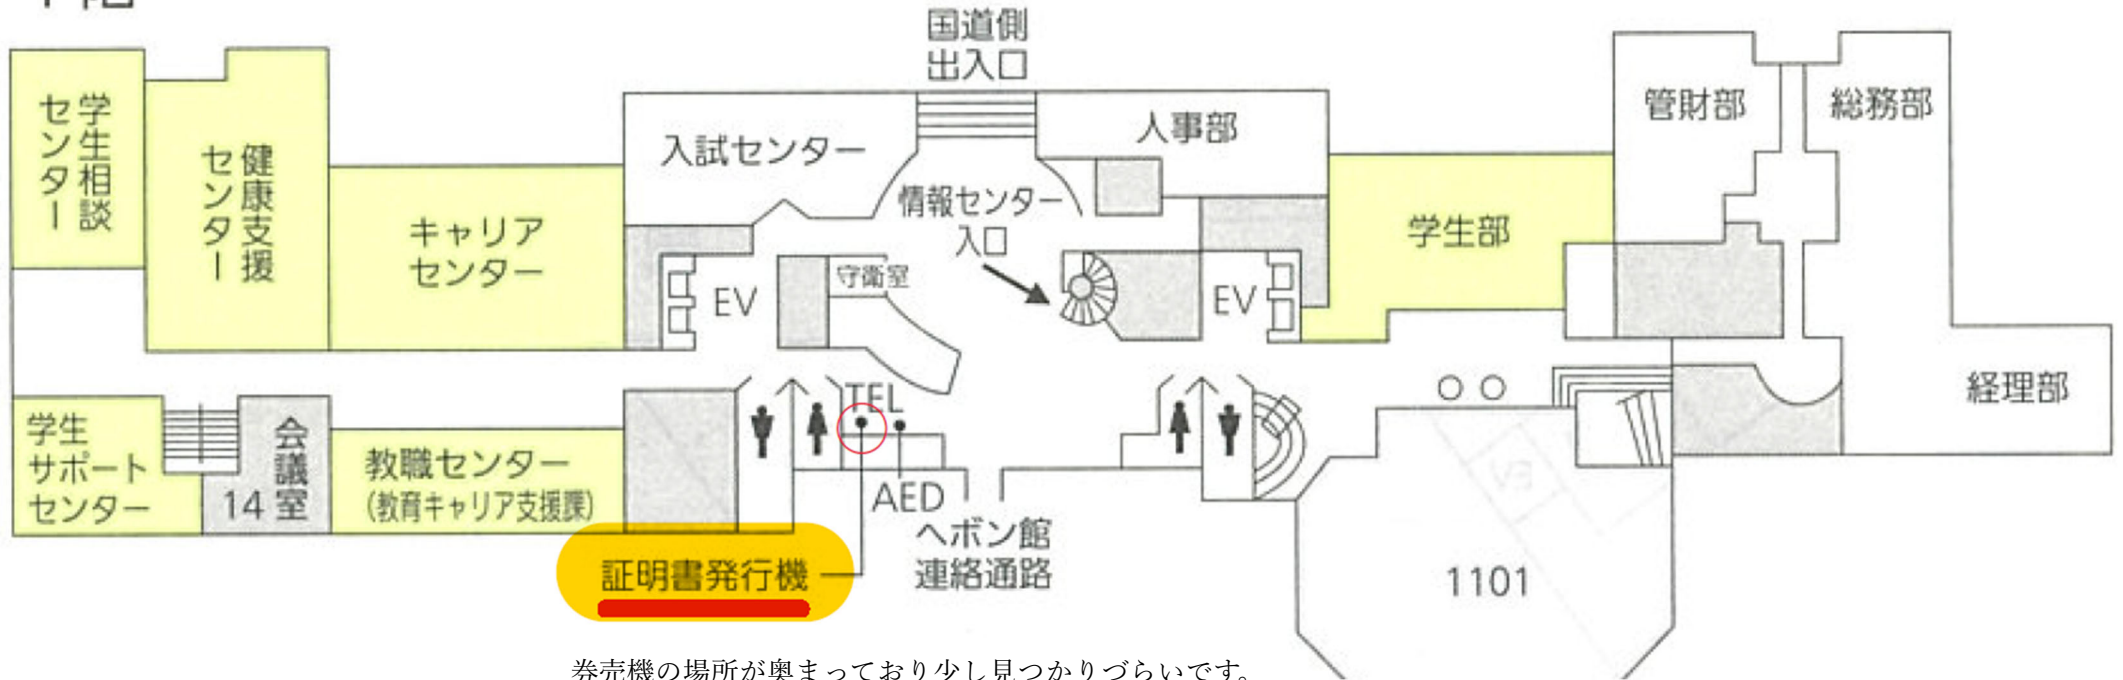 1階
国道側
出入口
学生相談
センター
健康支援
センター
キャリア
センター
入試センター
人事部
情報センター
入口
守衛室
EV
EV
学生部
管財部
総務部
経理部
学生
サポート
センター
会議室
14
教職センター
(教育キャリア支援課)
TEL
AED
ヘボン館
連絡通路
証明書発行機
1101
券売機の場所が奥まっており少し見つかりづらいです。